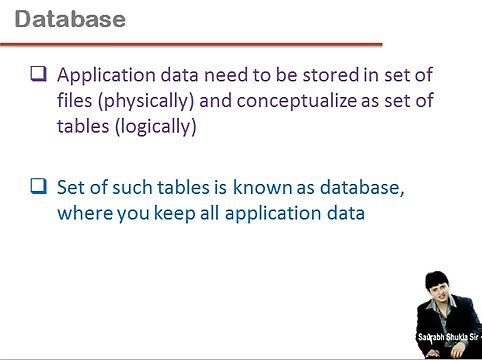 Database
Application data need to be stored in set of
files (physically) and conceptualize as set of
tables (logically)
Set of such tables is known as database,
where you keep all application data
Saurabh Shukla Sir